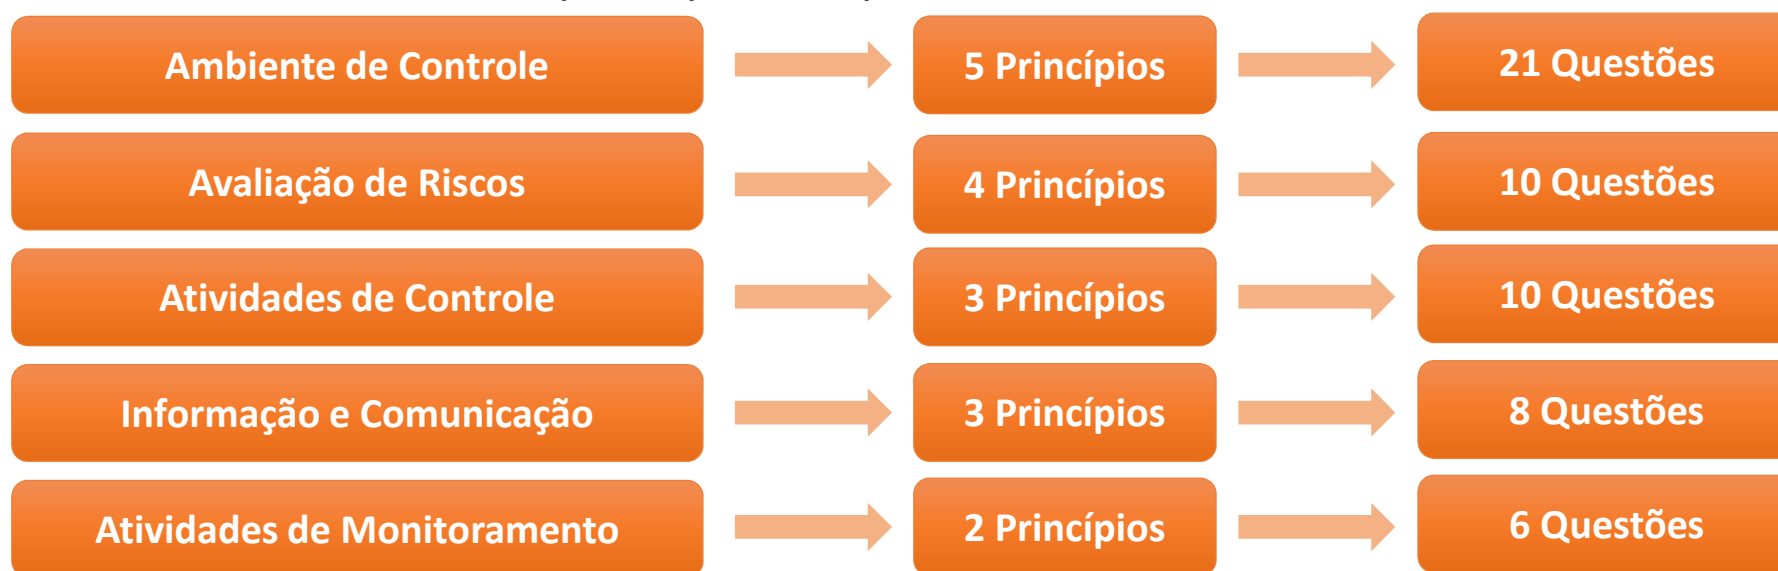 Ambiente de Controle
5 Princípios
21 Questões
Avaliação de Riscos
4 Princípios
10 Questões
Atividades de Controle
3 Princípios
10 Questões
Informação e Comunicação
3 Princípios
8 Questões
Atividades de Monitoramento
2 Princípios
6 Questões